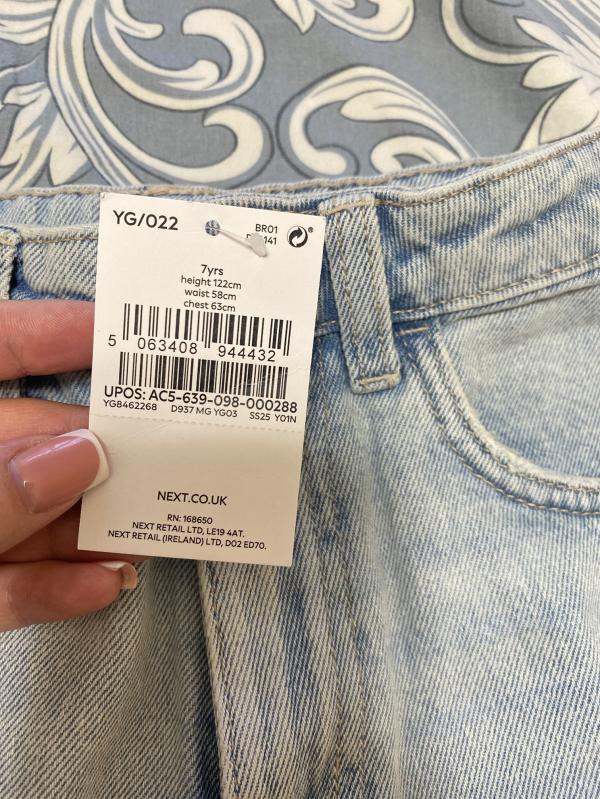 YG/022
BR01
141
7yrs
height 122cm
waist 58cm
chest 63cm
5 063408 944432
UPOS: AC5-639-098-000288
YG8462268 D937 MG YG03 SS25 Y01N
NEXT.CO.UK
RN: 168650
NEXT RETAIL LTD, LE19 4AT.
NEXT RETAIL (IRELAND) LTD, D02 ED70.